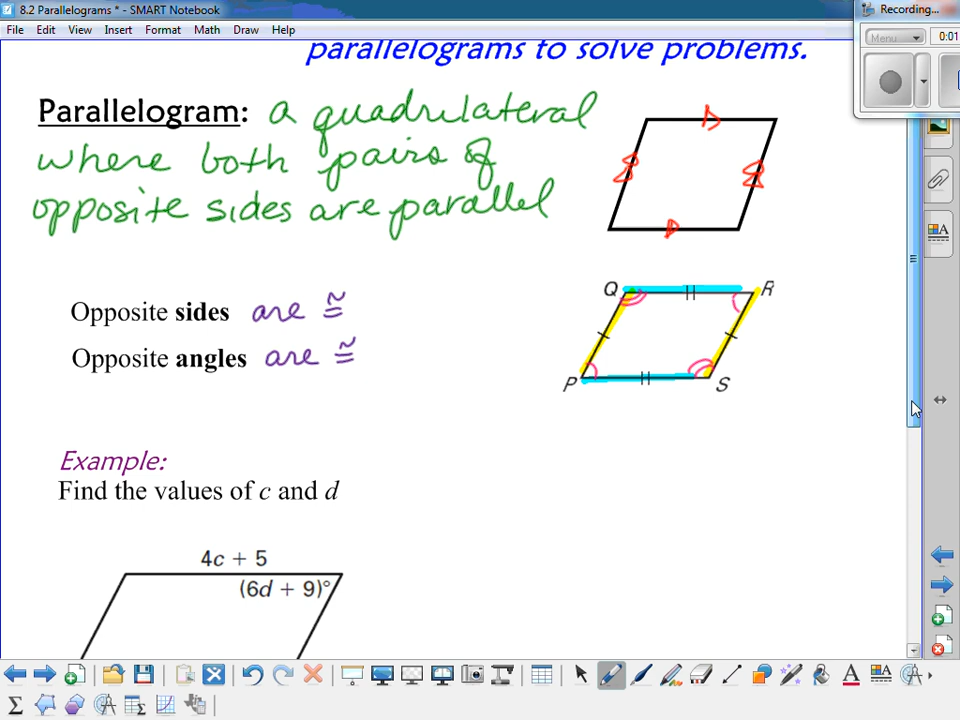 8.2 Parallelograms * - SMART Notebook
Recording...
File Edit View Insert Format Math Draw Help
Menu
0:01
parallelograms to solve problems.
Parallelogram: a quadrilateral
where both pairs of
opposite sides are parallel
Q R
Opposite sides are ≅
Opposite angles are ≅
P S
Example:
Find the values of c and d
4c + 5
(6d + 9)°